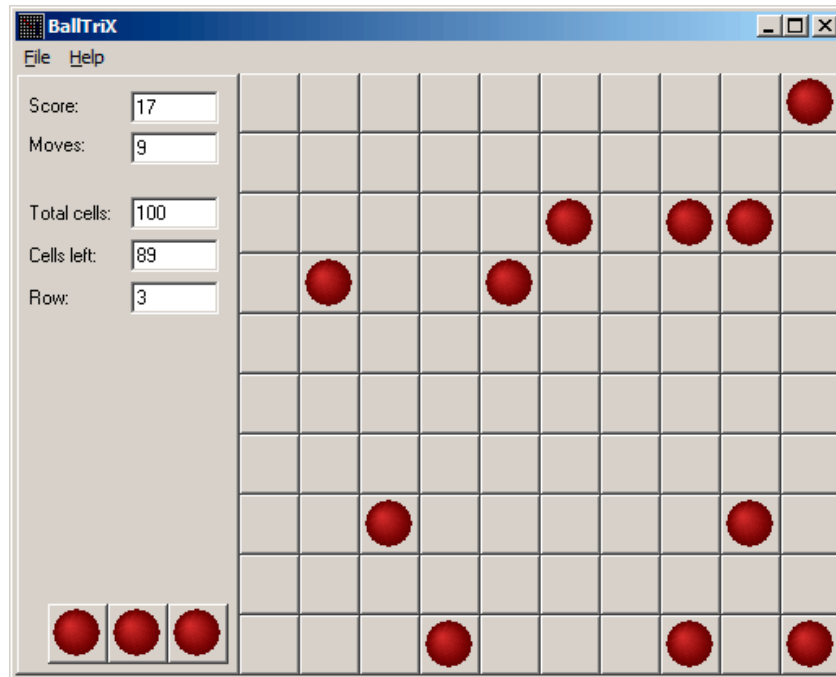 BallTriX
File Help
Score: 17
Moves: 9
Total cells: 100
Cells left: 89
Row: 3